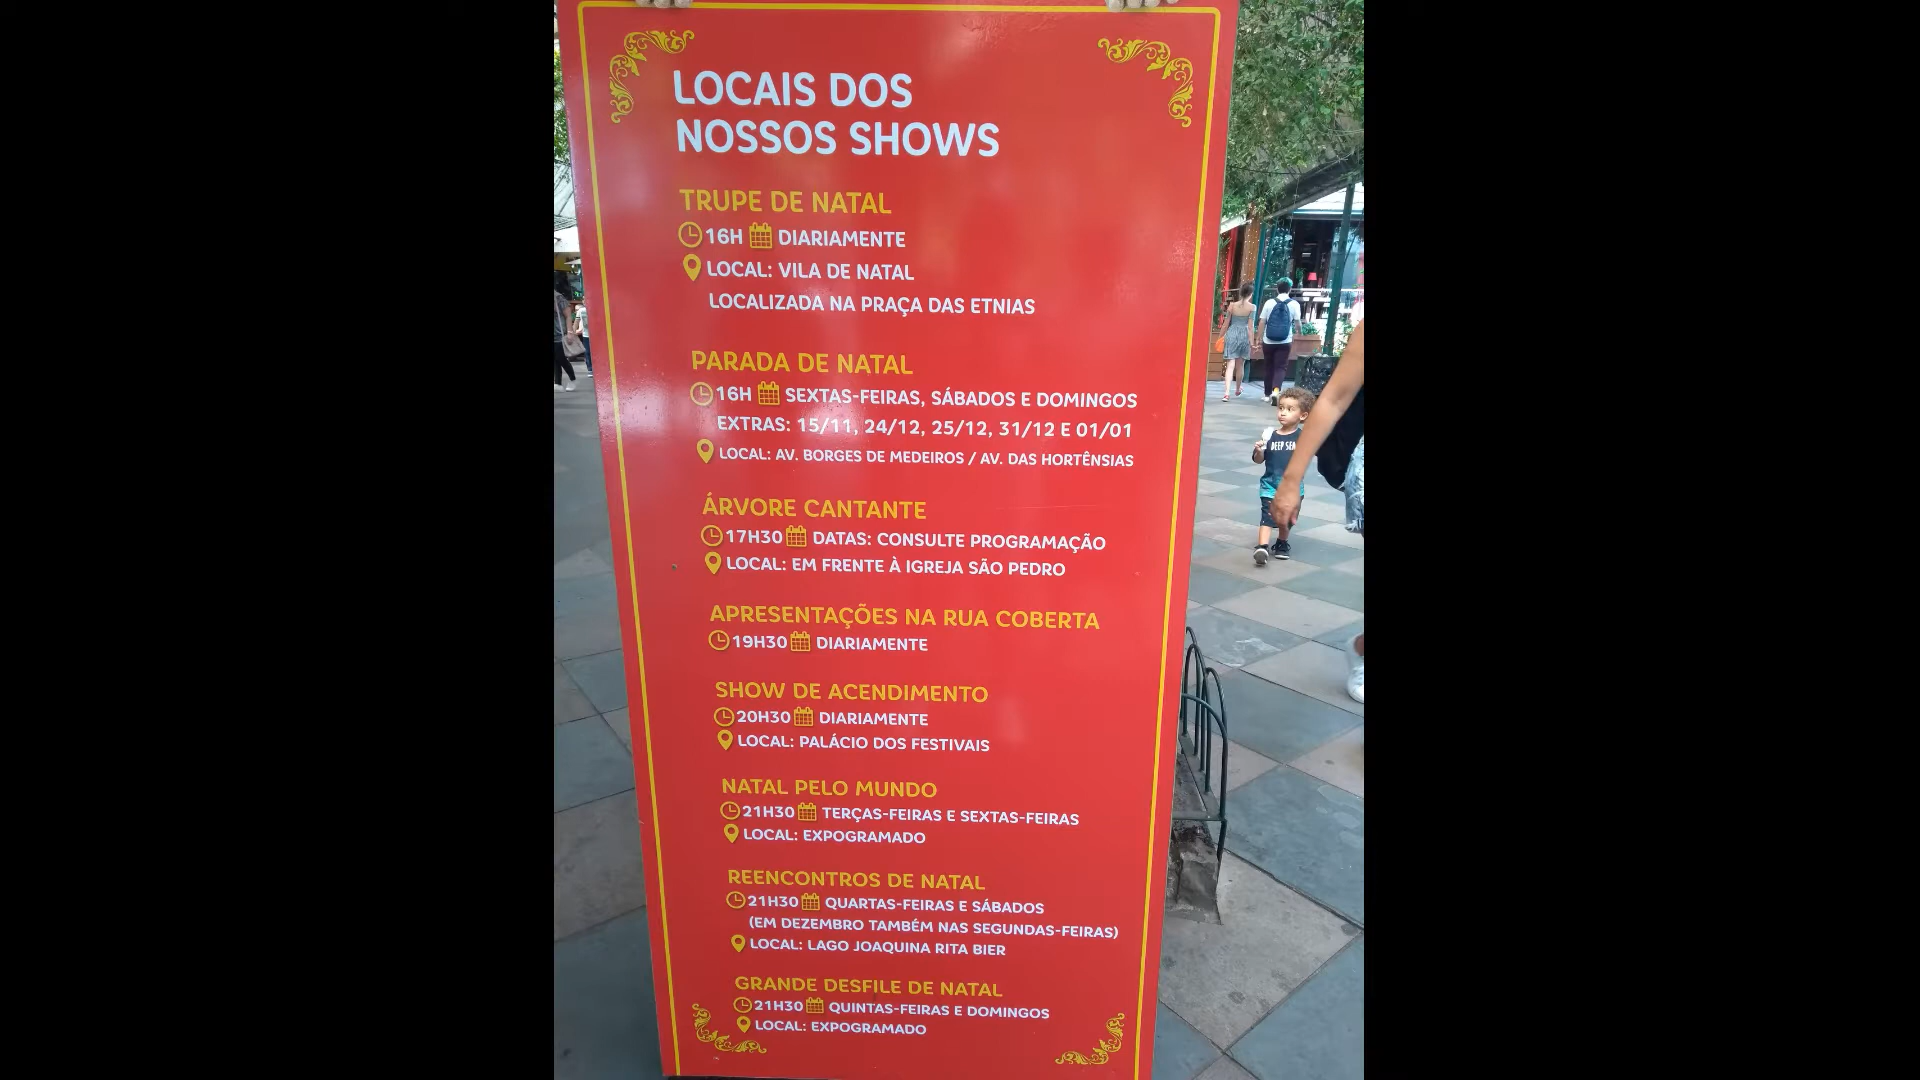 LOCAIS DOS
NOSSOS SHOWS
TRUPE DE NATAL
16H DIARIAMENTE
LOCAL: VILA DE NATAL
LOCALIZADA NA PRAÇA DAS ETNIAS
PARADA DE NATAL
16H SEXTAS-FEIRAS, SÁBADOS E DOMINGOS
EXTRAS: 15/11, 24/12, 25/12, 31/12 E 01/01
LOCAL: AV. BORGES DE MEDEIROS / AV. DAS HORTÊNSIAS
ÁRVORE CANTANTE
17H30 DATAS: CONSULTE PROGRAMAÇÃO
LOCAL: EM FRENTE À IGREJA SÃO PEDRO
APRESENTAÇÕES NA RUA COBERTA
19H30 DIARIAMENTE
SHOW DE ACENDIMENTO
20H30 DIARIAMENTE
LOCAL: PALÁCIO DOS FESTIVAIS
NATAL PELO MUNDO
21H30 TERÇAS-FEIRAS E SEXTAS-FEIRAS
LOCAL: EXPOGRAMADO
REENCONTROS DE NATAL
21H30 QUARTAS-FEIRAS E SÁBADOS
(EM DEZEMBRO TAMBÉM NAS SEGUNDAS-FEIRAS)
LOCAL: LAGO JOAQUINA RITA BIER
GRANDE DESFILE DE NATAL
21H30 QUINTAS-FEIRAS E DOMINGOS
LOCAL: EXPOGRAMADO
DEEP SEA